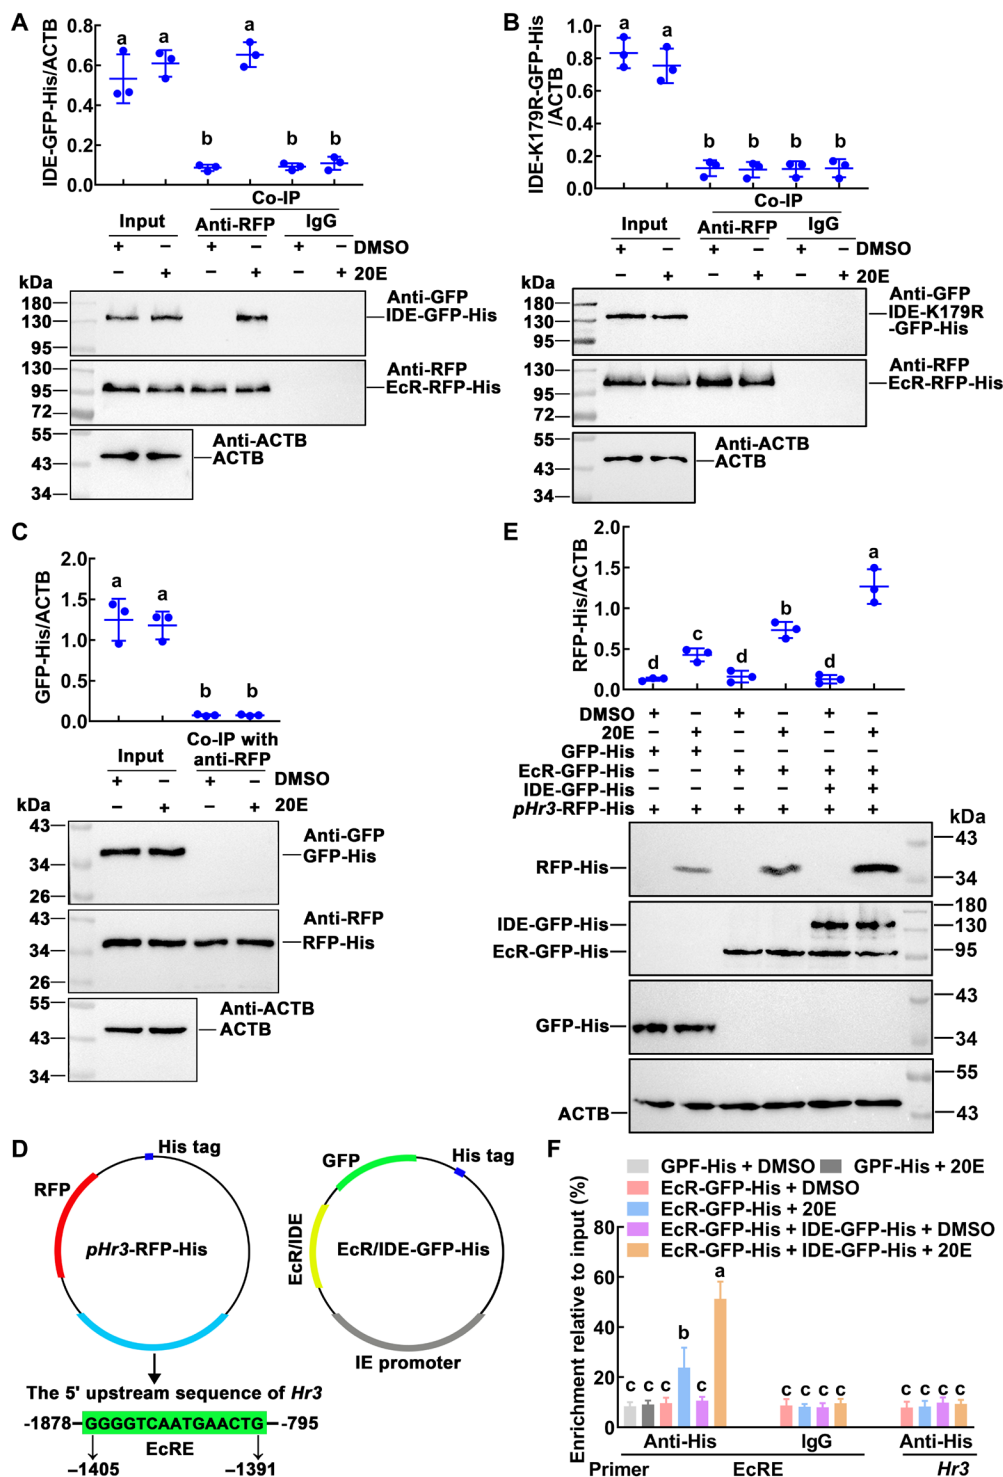 A
IDE-GFP-His/ACTB
0.8
0.6
0.4
0.2
0.0
a a a
b b b
Co-IP
Input Anti-RFP IgG
+ – + – + – DMSO
– + – + – + 20E
kDa
180
130
95
Anti-GFP
IDE-GFP-His
130
95
72
Anti-RFP
EcR-RFP-His
55
43
34
Anti-ACTB
ACTB
B
IDE-K179R-GFP-His
/ACTB
1.0
0.8
0.6
0.4
0.2
0.0
a a
b b b b
Co-IP
Input Anti-RFP IgG
+ – + – + – DMSO
– + – + – + 20E
kDa
180
130
95
Anti-GFP
IDE-K179R
-GFP-His
130
95
72
Anti-RFP
EcR-RFP-His
55
43
34
Anti-ACTB
ACTB
C
GFP-His/ACTB
2.0
1.5
1.0
0.5
0.0
a a
b b
Input
Co-IP with
anti-RFP
+ – + – DMSO
– + – + 20E
kDa
43
34
26
Anti-GFP
GFP-His
43
34
26
Anti-RFP
RFP-His
55
43
34
Anti-ACTB
ACTB
E
RFP-His/ACTB
2.0
1.5
1.0
0.5
0.0
d c d b d a
DMSO + – + – + –
20E – + – + – +
GFP-His + + – – – –
EcR-GFP-His – – + + + +
IDE-GFP-His – – – – + +
pHr3-RFP-His + + + + + +
kDa
RFP-His
43
34
IDE-GFP-His
EcR-GFP-His
180
130
95
GFP-His
43
34
ACTB
55
43
D
His tag
RFP
pHr3-RFP-His
GFP
His tag
EcR/IDE
EcR/IDE-GFP-His
IE promoter
The 5' upstream sequence of Hr3
-1878 GGGGTCAATGAACTG -795
EcRE
–1405 –1391
F
Enrichment relative to input (%)
80
60
40
20
0
GPF-His + DMSO GPF-His + 20E
EcR-GFP-His + DMSO
EcR-GFP-His + 20E
EcR-GFP-His + IDE-GFP-His + DMSO
EcR-GFP-His + IDE-GFP-His + 20E
c c c b c a c c c c c c c c
Anti-His IgG Anti-His
Primer EcRE Hr3